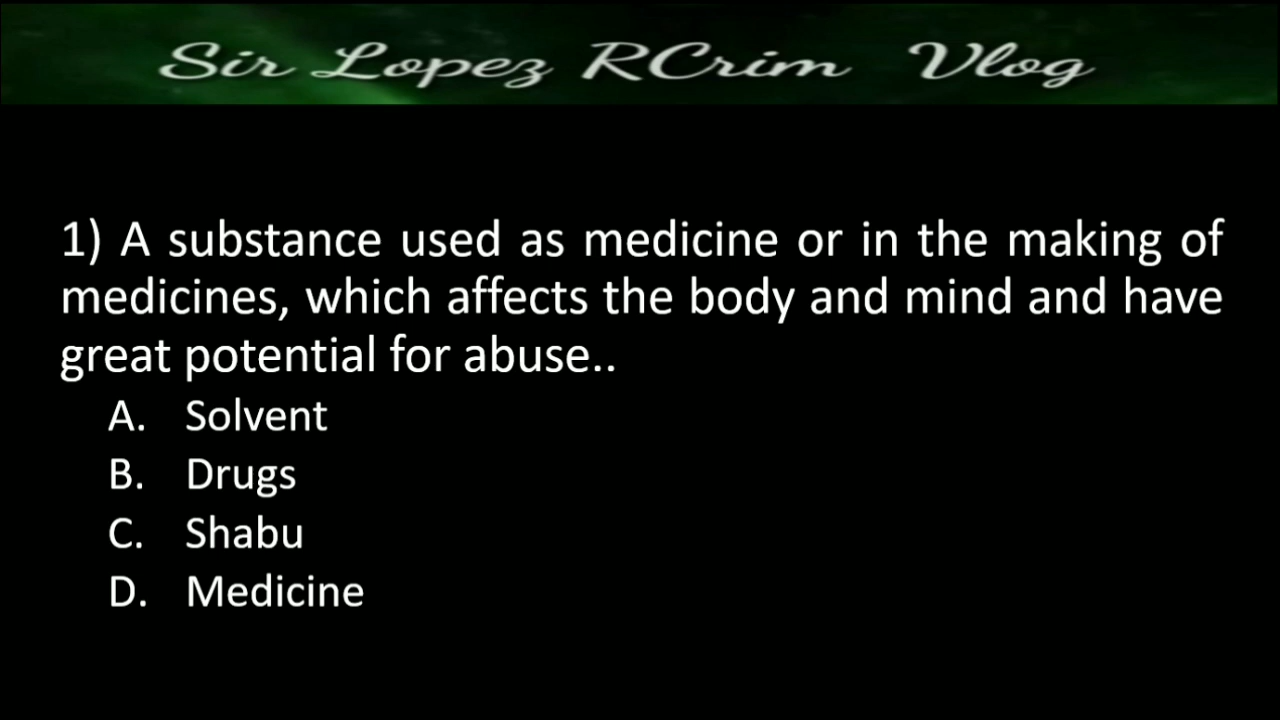 Sir Lopez RCrim Vlog
1) A substance used as medicine or in the making of
medicines, which affects the body and mind and have
great potential for abuse..
A. Solvent
B. Drugs
C. Shabu
D. Medicine